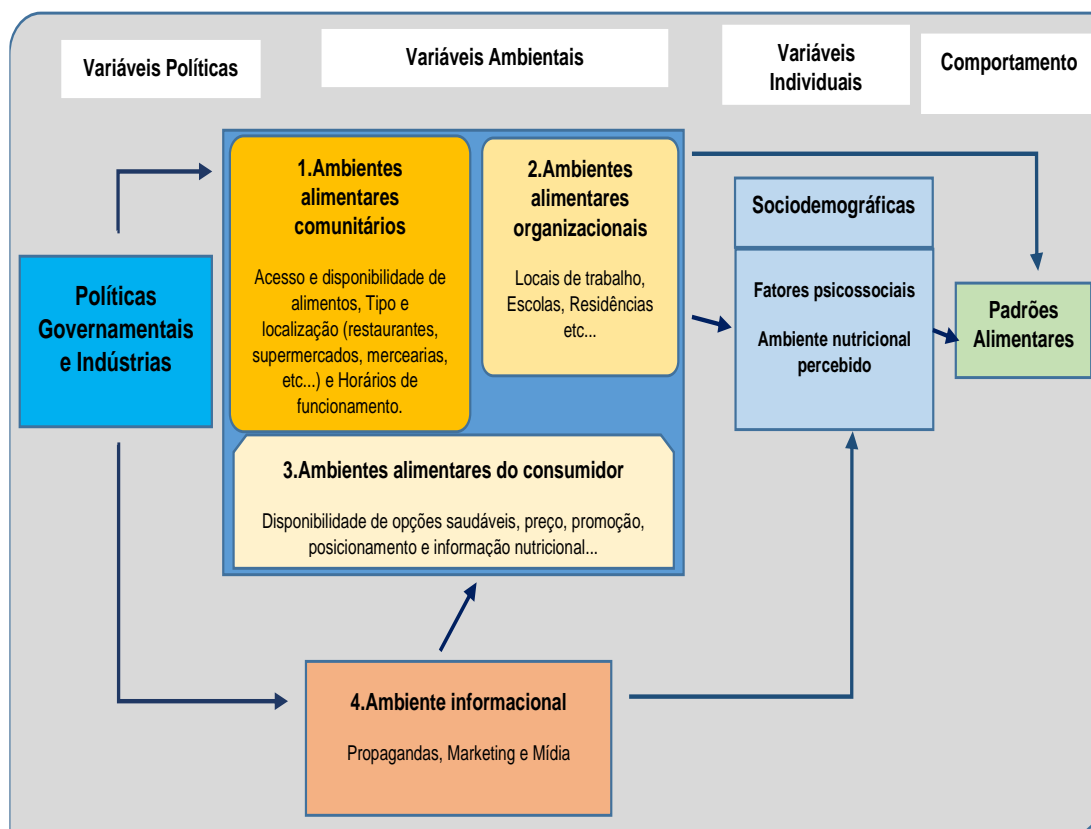 Variáveis Políticas
Variáveis Ambientais
Variáveis
Individuais
Comportamento
1.Ambientes
alimentares
comunitários
Acesso e disponibilidade de
alimentos, Tipo e
localização (restaurantes,
supermercados, mercearias,
etc...) e Horários de
funcionamento.
2.Ambientes
alimentares
organizacionais
Locais de trabalho,
Escolas, Residências
etc...
Sociodemográficas
Fatores psicossociais
Ambiente nutricional
percebido
Políticas
Governamentais
e Indústrias
Padrões
Alimentares
3.Ambientes alimentares do consumidor
Disponibilidade de opções saudáveis, preço, promoção,
posicionamento e informação nutricional...
4.Ambiente informacional
Propagandas, Marketing e Mídia